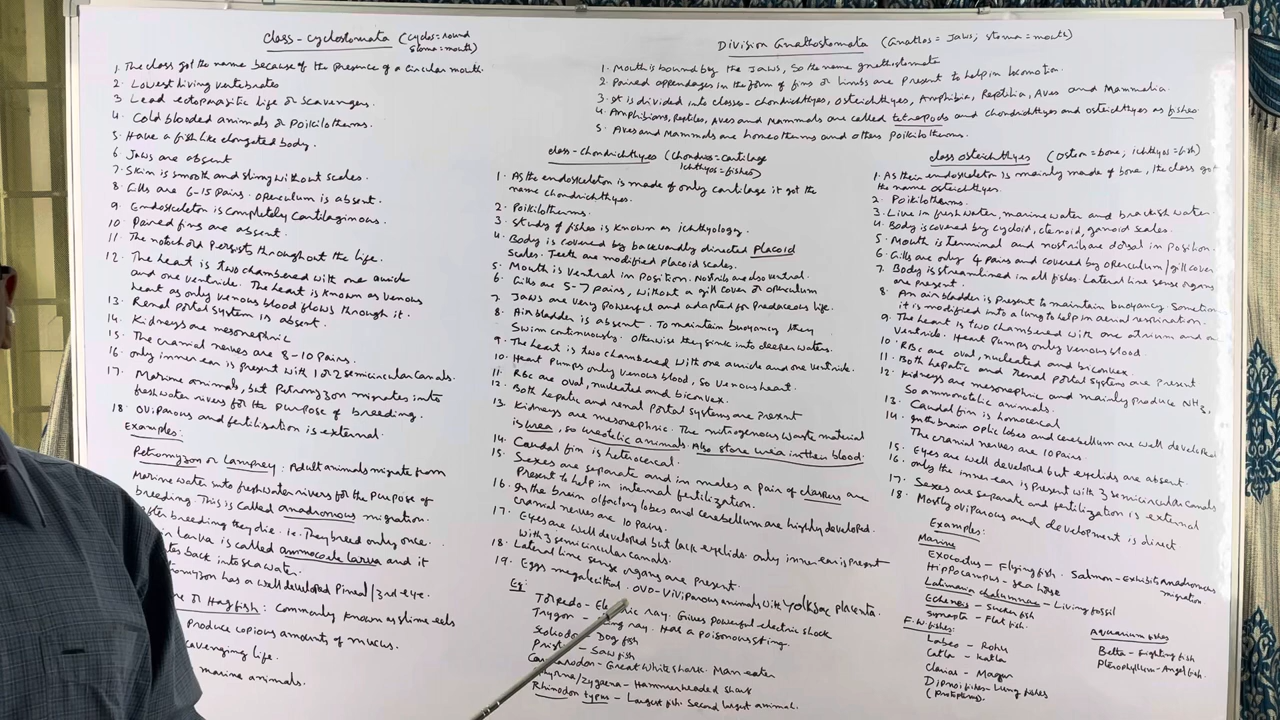 class - cyclostomata (cyclos = round
stoma = mouth)
1. The class got the name because of the presence of a circular mouth.
2. Lowest living vertebrates
3. Lead ectoparasitic life or scavengers.
4. Cold blooded animals or Poikilotherms.
5. Have a fish like elongated body.
6. Jaws are absent
7. Skin is smooth and slimy without scales.
8. Gills are 6-15 pairs. operculum is absent.
9. Endoskeleton is completely cartilaginous.
10. Paired fins are absent.
11. The notochord persists throughout the life.
12. The heart is two chambered with one auricle
and one ventricle. The heart is known as venous
heart as only venous blood flows through it.
13. Renal portal system is absent.
14. Kidneys are mesonephric
15. The cranial nerves are 8-10 pairs.
16. only inner ear is present with 1 or 2 semicircular canals.
17. Marine animals, but Petromyzon migrates into
freshwater rivers for the purpose of breeding.
18. Oviparous and fertilisation is external.
Examples:
Petromyzon or Lamprey: Adult animals migrate from
Marine water into freshwater rivers for the purpose of
breeding. This is called anadromous migration.
after breeding they die. i.e. They breed only once.
Larva is called ammocoete larva and it
back into sea water.
has a well developed Pineal / 3rd eye.
or Hagfish: Commonly known as slime eels
Produce copious amounts of mucus.
scavenging life.
marine animals.
Division Gnathostomata (Gnathos = Jaws; stoma = mouth)
1. Mouth is bound by the Jaws, So the name gnathostomata
2. Paired appendages in the form of fins or limbs are present to help in locomotion.
3. It is divided into classes - chondrichthyes, Osteichthyes, Amphibia, Reptilia, Aves and Mammalia.
4. Amphibians, Reptiles, Aves and Mammals are called tetrapods and chondrichthyes and osteichthyes as fishes.
5. Aves and Mammals are homeotherms and others poikilotherms.
class - chondrichthyes (chondros = cartilage
ichthyos = fishes)
1. As the endoskeleton is made of only cartilage it got the
name chondrichthyes.
2. Poikilotherms.
3. Study of fishes is known as ichthyology.
4. Body is covered by backwardly directed placoid
scales. Teeth are modified placoid scales.
5. Mouth is ventral in position. Nostrils are also ventral.
6. Gills are 5-7 pairs, without a gill cover or operculum
7. Jaws are very powerful and adapted for predaceous life.
8. Air bladder is absent. To maintain buoyancy they
Swim continuously. Otherwise they sink into deeper waters.
9. The heart is two chambered with one auricle and one ventricle.
10. Heart pumps only venous blood, so venous heart.
11. RBC are oval, nucleated and biconvex.
12. Both hepatic and renal portal systems are present
13. Kidneys are mesonephric. The nitrogenous waste material
is urea, so ureotelic animals. Also store urea in their blood.
14. Caudal fin is heterocercal.
15. Sexes are separate and in males a pair of claspers are
Present to help in internal fertilization.
16. In the brain olfactory lobes and cerebellum are highly developed.
Cranial nerves are 10 pairs.
17. Eyes are well developed but lack eyelids. only inner ear is present
with 3 semicircular canals.
18. Lateral line sense organs are present.
19. Eggs megalecithal. Ovo-viviparous animals with yolk sac placenta.
Eg:
Torpedo - Electric ray. Gives powerful electric shock
Trygon - Sting ray. Has a poisonous sting.
Scoliodon - Dog fish
Pristis - Saw fish
Carcharodon - Great White shark. Man eater
Sphyrna/Zygaena - Hammer headed shark
Rhinodon typus - Largest fish. Second largest animal.
class osteichthyes (osteon = bone; ichthyos = fish)
1. As their endoskeleton is mainly made of bone, the class got
the name osteichthyes.
2. Poikilotherms.
3. Live in freshwater, marine water and brackish water.
4. Body is covered by cycloid, ctenoid, ganoid scales.
5. Mouth is terminal and nostrils are dorsal in position.
6. Gills are only 4 pairs and covered by operculum / gill cover
7. Body is streamlined in all fishes. Lateral line sense organs
are present.
8. An air bladder is present to maintain buoyancy. Sometimes
it is modified into a lung to help in aerial respiration.
9. The heart is two chambered with one atrium and one
ventricle. Heart pumps only venous blood.
10. RBC are oval, nucleated and biconvex.
11. Both hepatic and renal portal systems are present
12. Kidneys are mesonephric and mainly produce NH3,
So ammonotelic animals.
13. Caudal fin is homocercal
14. In the brain optic lobes and cerebellum are well developed
The cranial nerves are 10 pairs.
15. Eyes are well developed but eyelids are absent.
16. only the inner ear is present with 3 semicircular canals
17. Sexes are separate and fertilization is external
18. Mostly oviparous and development is direct
Examples:
Marine
Exocoetus - Flying fish. Salmon - Exhibits Anadromous
migration
Hippocampus - Sea horse
Latimaria chalumnae - Living fossil
Echeneis - Sucker fish
Synapta - Flat fish.
F.W. fishes:
Labeo - Rohu
Catla - Katla
Clarias - Magur
Dipnoi fishes - Lung fishes
(Protopterus).
Aquarium fishes
Betta - Fighting fish
Pterophyllum - Angel fish.